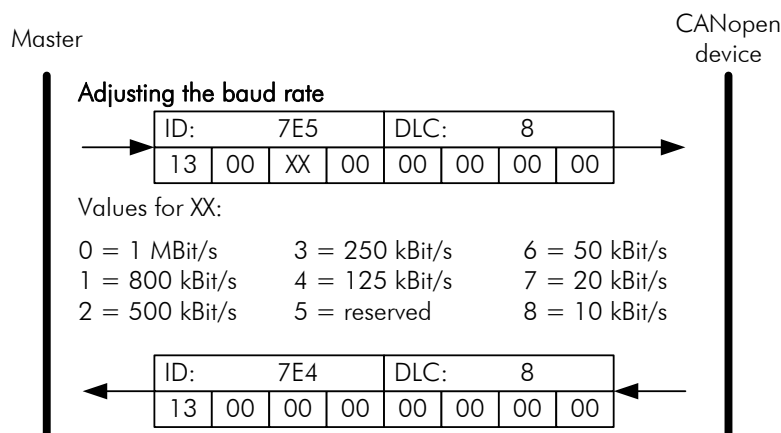 Master
CANopen
device
Adjusting the baud rate
ID: 7E5 DLC: 8
13 00 XX 00 00 00 00 00
Values for XX:
0 = 1 MBit/s 3 = 250 kBit/s 6 = 50 kBit/s
1 = 800 kBit/s 4 = 125 kBit/s 7 = 20 kBit/s
2 = 500 kBit/s 5 = reserved 8 = 10 kBit/s
ID: 7E4 DLC: 8
13 00 00 00 00 00 00 00